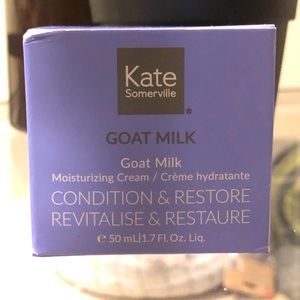 Kate
Somerville
®
GOAT MILK
Goat Milk
Moisturizing Cream / Crème hydratante
CONDITION & RESTORE
REVITALISE & RESTAURE
℮ 50 mL|1.7 Fl. Oz. Liq.